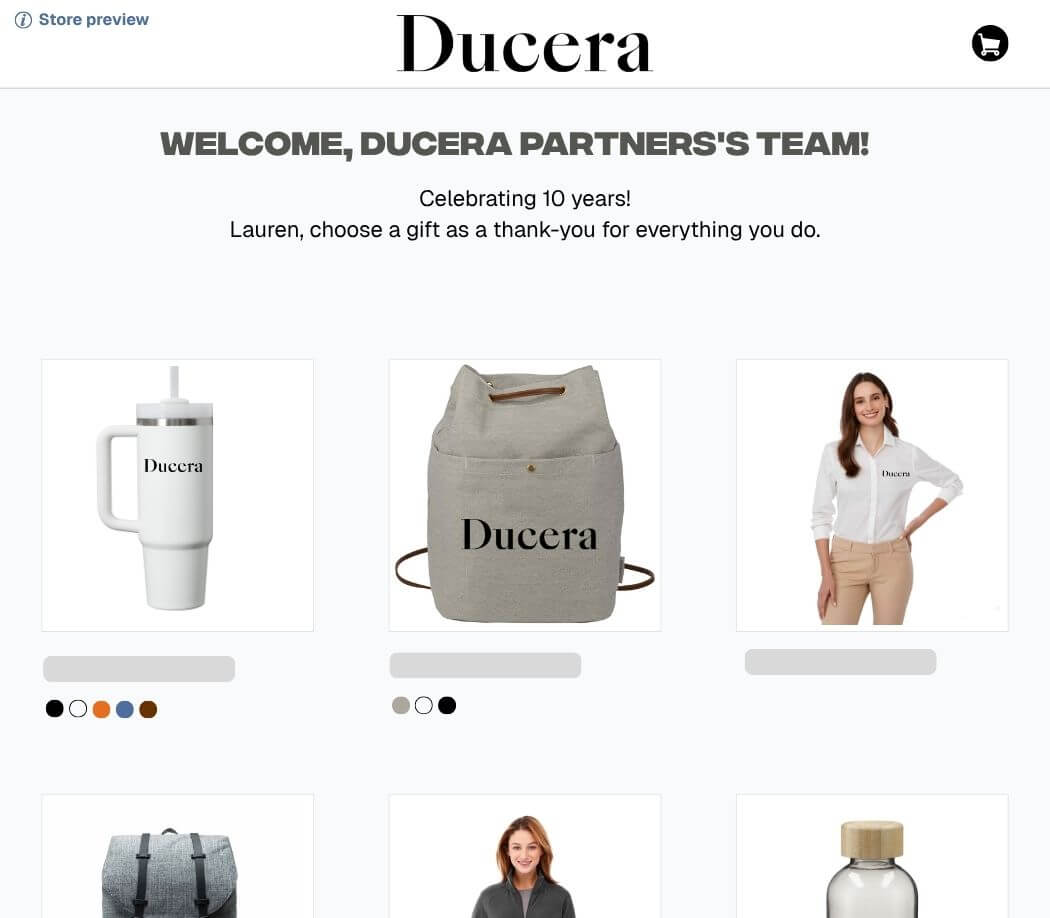 Store preview
Ducera
WELCOME, DUCERA PARTNERS'S TEAM!
Celebrating 10 years!
Lauren, choose a gift as a thank-you for everything you do.
Ducera
Ducera
Ducera